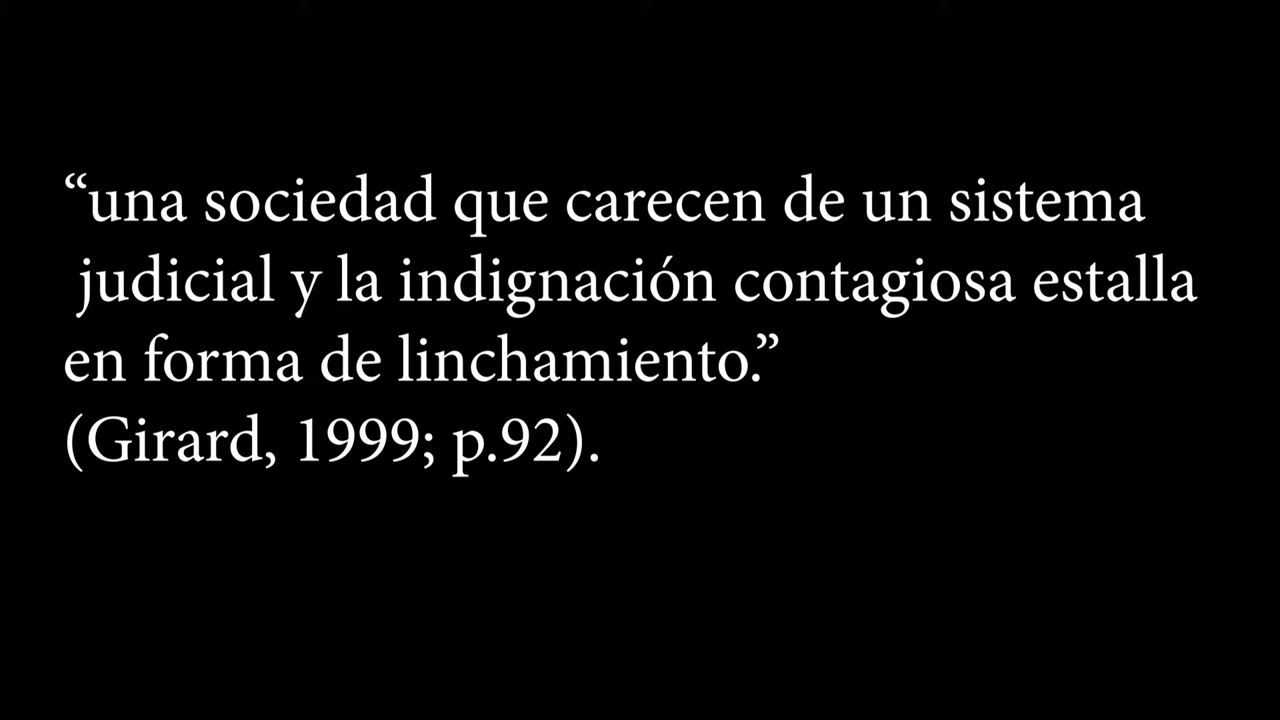 “una sociedad que carecen de un sistema
judicial y la indignación contagiosa estalla
en forma de linchamiento.”
(Girard, 1999; p.92).